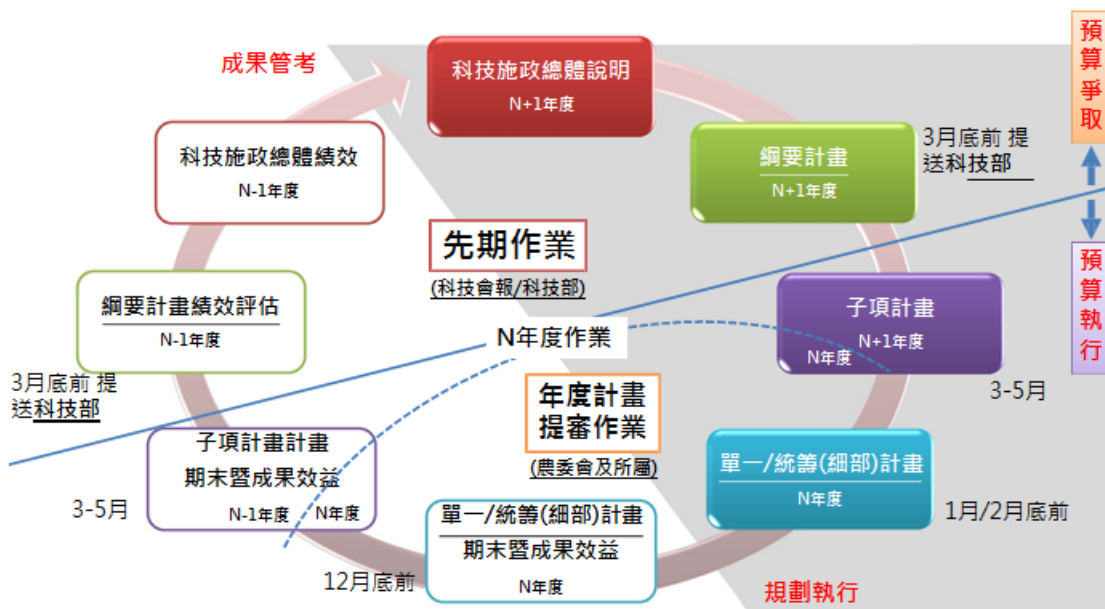 成果管考
科技施政總體說明
N+1年度
預算爭取
科技施政總體績效
N-1年度
綱要計畫
N+1年度
3月底前 提
送科技部
先期作業
(科技會報/科技部)
綱要計畫績效評估
N-1年度
子項計畫
N+1年度
N年度
預算執行
N年度作業
3月底前 提
送科技部
3-5月
年度計畫
提審作業
(農委會及所屬)
子項計畫計畫
期末暨成果效益
N-1年度
N年度
3-5月
單一/統籌(細部)計畫
N年度
1月/2月底前
單一/統籌(細部)計畫
期末暨成果效益
N年度
12月底前
規劃執行